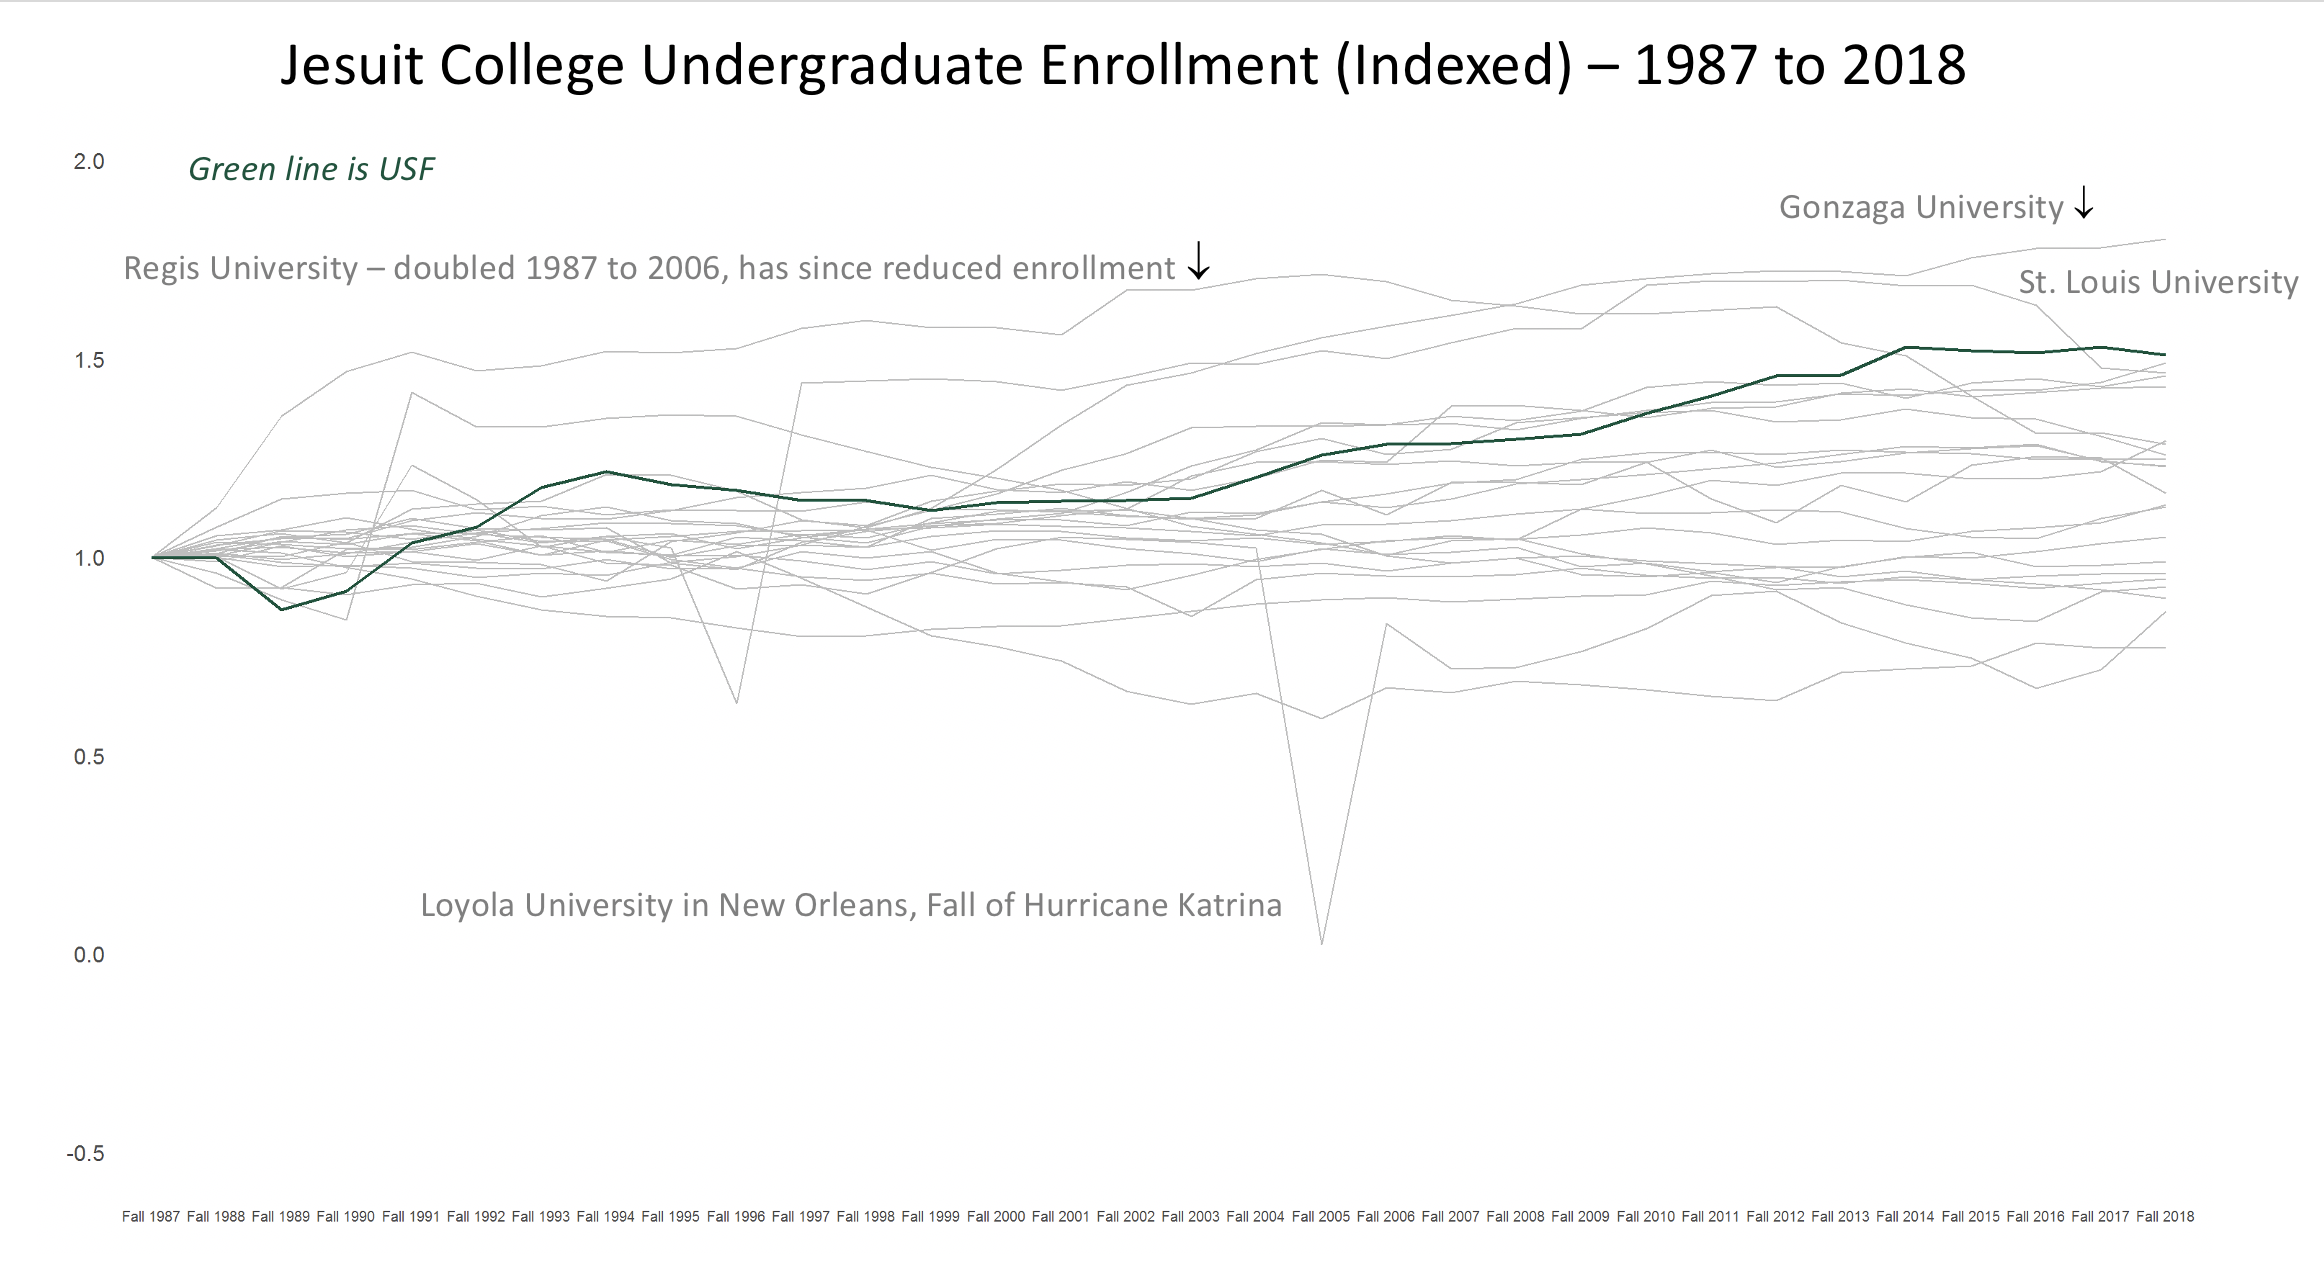 Jesuit College Undergraduate Enrollment (Indexed) – 1987 to 2018
2.0
Green line is USF
Gonzaga University ↓
Regis University – doubled 1987 to 2006, has since reduced enrollment ↓
St. Louis University
1.5
1.0
0.5
Loyola University in New Orleans, Fall of Hurricane Katrina
0.0
-0.5
Fall 1987 Fall 1988 Fall 1989 Fall 1990 Fall 1991 Fall 1992 Fall 1993 Fall 1994 Fall 1995 Fall 1996 Fall 1997 Fall 1998 Fall 1999 Fall 2000 Fall 2001 Fall 2002 Fall 2003 Fall 2004 Fall 2005 Fall 2006 Fall 2007 Fall 2008 Fall 2009 Fall 2010 Fall 2011 Fall 2012 Fall 2013 Fall 2014 Fall 2015 Fall 2016 Fall 2017 Fall 2018